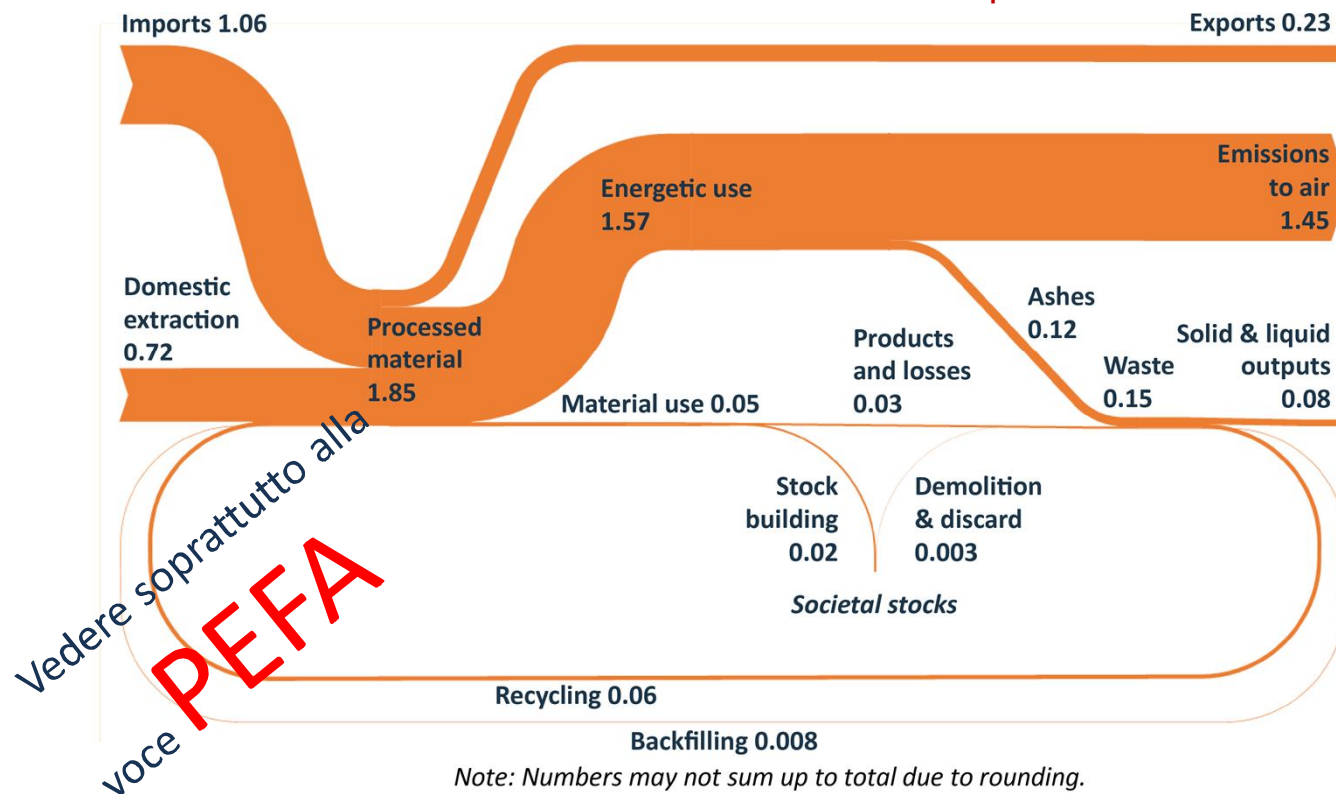 Imports 1.06
Exports 0.23
Emissions
to air
1.45
Energetic use
1.57
Domestic
extraction
0.72
Processed
material
1.85
Ashes
0.12
Products
and losses
0.03
Waste
0.15
Solid & liquid
outputs
0.08
Material use 0.05
Stock
building
0.02
Demolition
& discard
0.003
Societal stocks
Vedere soprattutto alla
voce PEFA
Recycling 0.06
Backfilling 0.008
Note: Numbers may not sum up to total due to rounding.